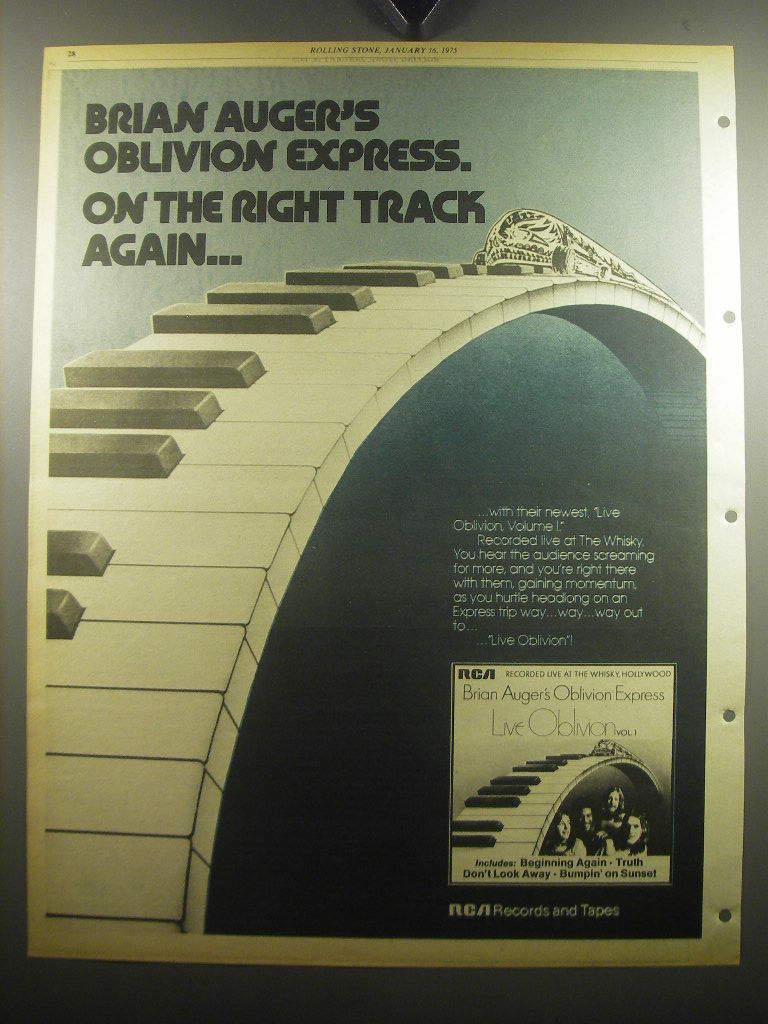 28
ROLLING STONE, JANUARY 16, 1975
BRIAN AUGER'S
OBLIVION EXPRESS.
ON THE RIGHT TRACK
AGAIN...
...with their newest, "Live
Oblivion, Volume I."
Recorded live at The Whisky.
You hear the audience screaming
for more, and you're right there
with them, gaining momentum,
as you hurtle headlong on an
Express trip way...way...way out
to...
..."Live Oblivion"!
RCA RECORDED LIVE AT THE WHISKY, HOLLYWOOD
Brian Auger's Oblivion Express
Live Oblivion VOL. 1
Includes: Beginning Again · Truth
Don't Look Away · Bumpin' on Sunset
RCA Records and Tapes